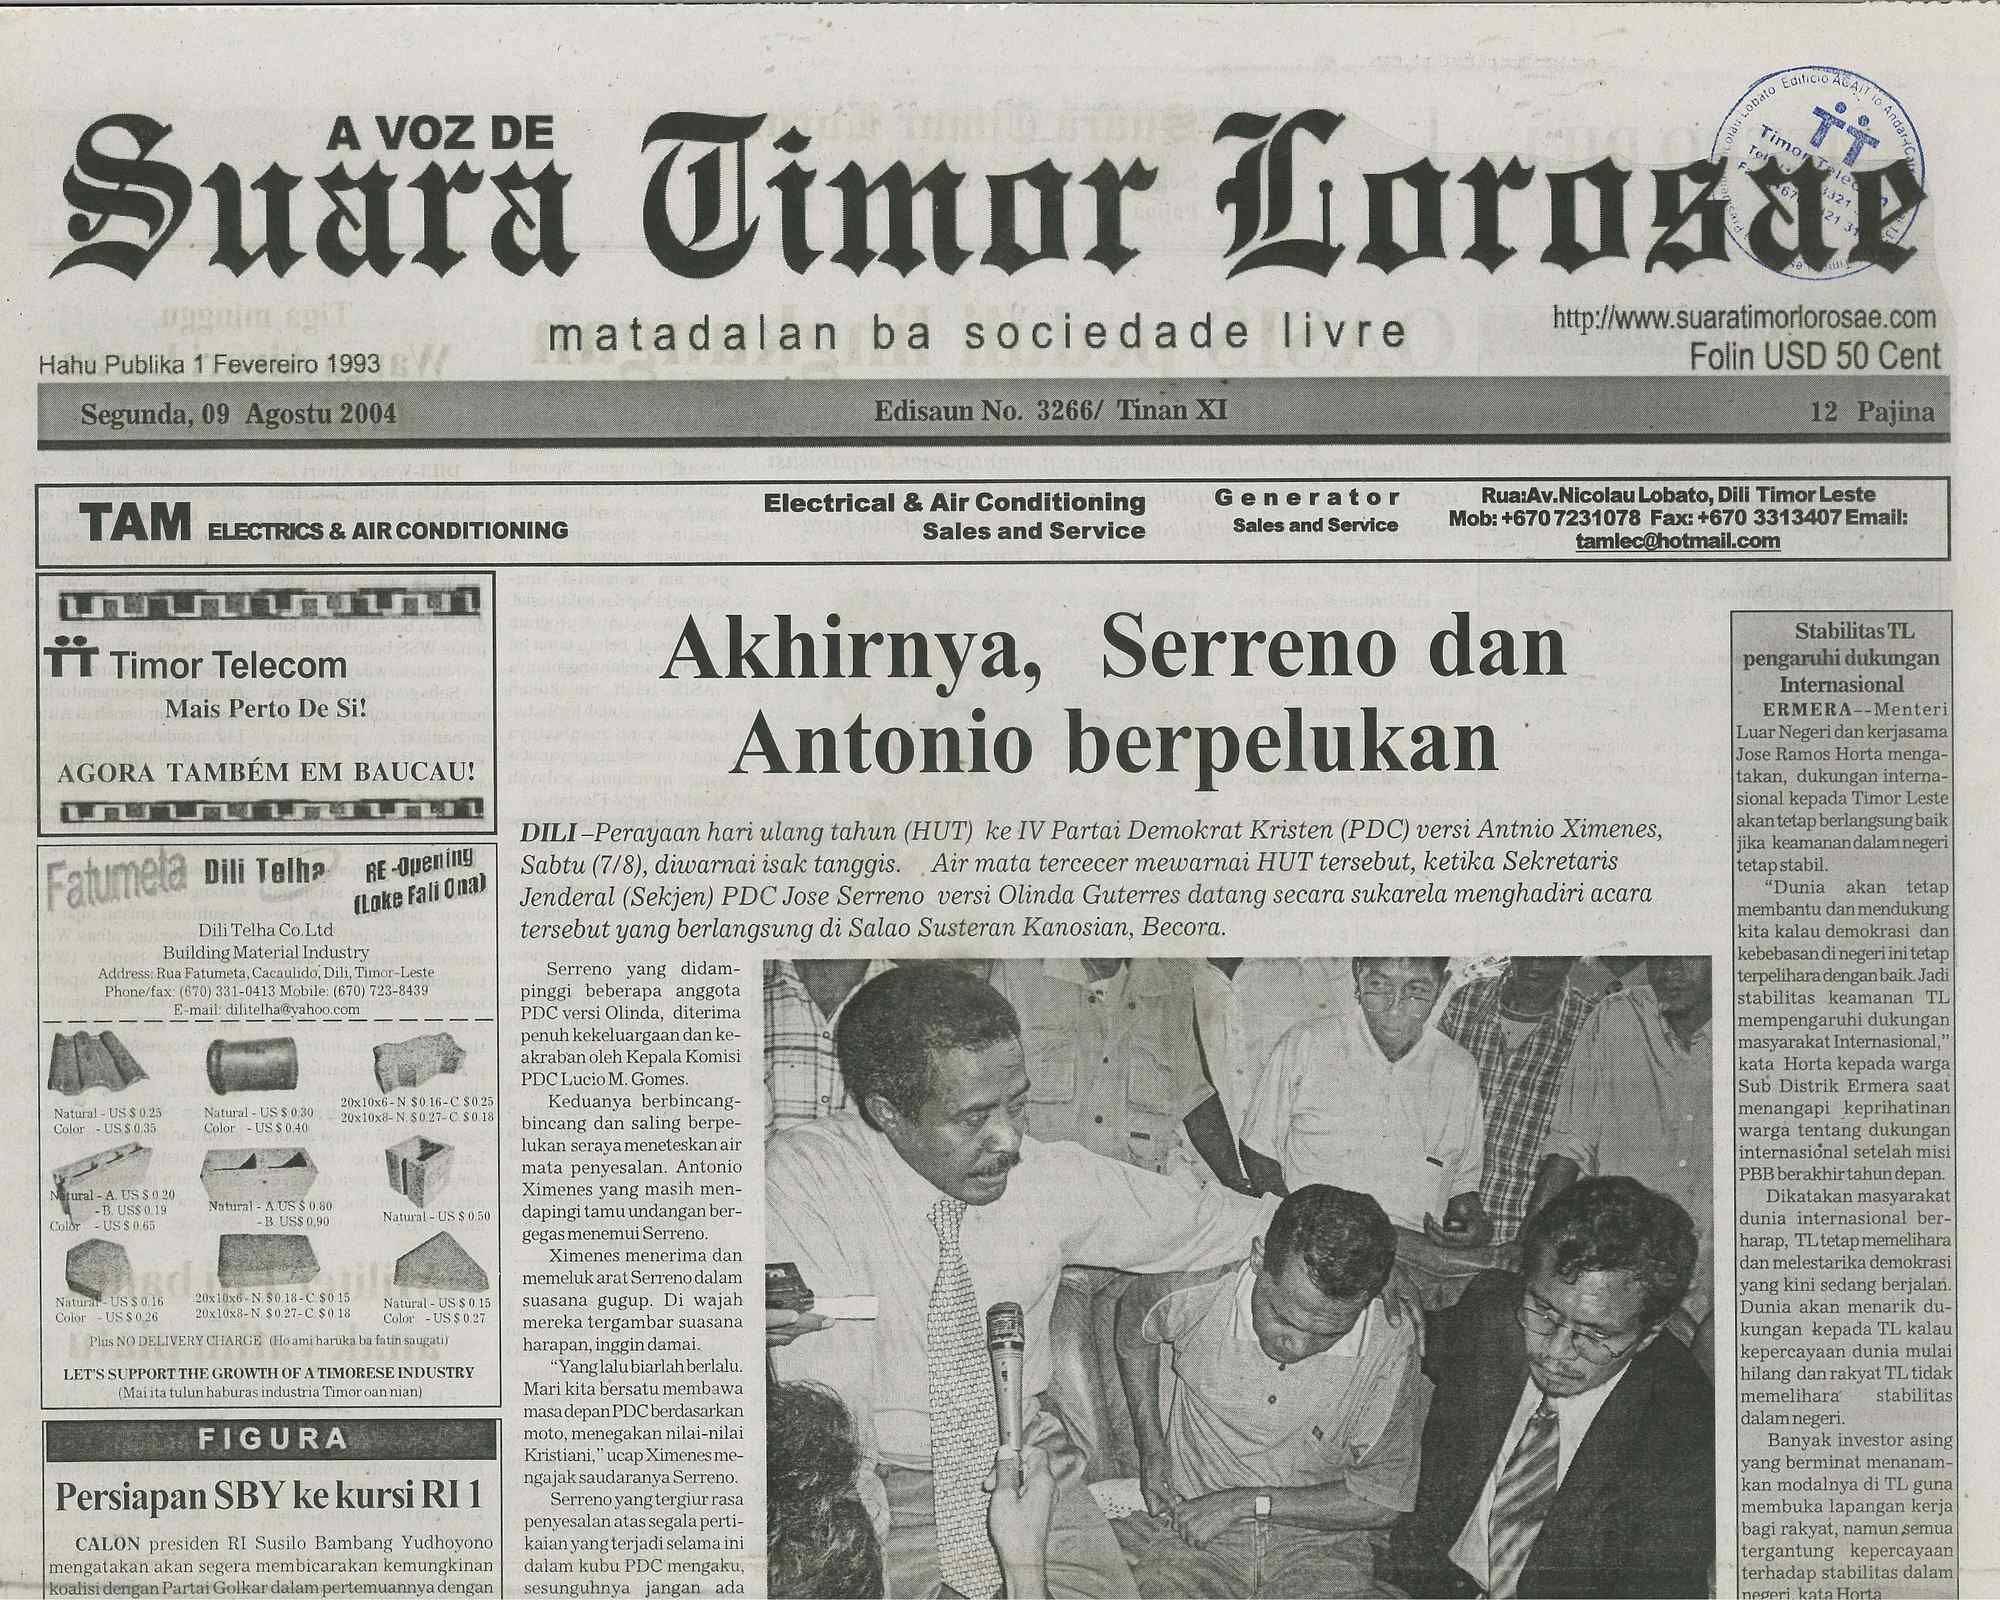 A VOZ DE
Suara Timor Lorosae
matadalan ba sociedade livre
http://www.suaratimorlorosae.com
Hahu Publika 1 Fevereiro 1993
Folin USD 50 Cent
Segunda, 09 Agostu 2004
Edisaun No. 3266/ Tinan XI
12 Pajina
TAM ELECTRICS & AIR CONDITIONING
Electrical & Air Conditioning
Sales and Service
Generator
Sales and Service
Rua:Av.Nicolau Lobato, Dili Timor Leste
Mob: +670 7231078 Fax: +670 3313407 Email:
tamlec@hotmail.com
Timor Telecom
Mais Perto De Si!
AGORA TAMBÉM EM BAUCAU!
Fatumeta Dili Telha
RE-Opening
(Loke Fali Ona)
Dili Telha Co.Ltd
Building Material Industry
Address: Rua Fatumeta, Cacaulido, Dili, Timor-Leste
Phone/fax: (670) 331-0413 Mobile: (670) 723-8439
E-mail: dilitelha@yahoo.com
Natural - US $ 0.25
Color - US $ 0.35
Natural - US $ 0.30
Color - US $ 0.40
20x10x6- N. $ 0.16 - C $ 0.25
20x10x8- N. $ 0.27- C $ 0.18
Natural - A. US $ 0.20
- B. US$ 0.19
Color - US $ 0.65
Natural - A.US $ 0.80
- B. US$ 0,90
Natural - US $ 0.50
Natural - US $ 0.16
Color - US $ 0.26
20x10x6 - N. $ 0.18 - C $ 0.15
20x10x8- N $ 0.27- C $ 0.18
Natural - US $ 0.15
Color - US $ 0.27
Plus NO DELIVERY CHARGE (Ho ami haruka ba fatin saugati)
LET'S SUPPORT THE GROWTH OF A TIMORESE INDUSTRY
(Mai ita tulun haburas industria Timor oan nian)
FIGURA
Persiapan SBY ke kursi RI 1
CALON presiden RI Susilo Bambang Yudhoyono
mengatakan akan segera membicarakan kemungkinan
koalisi dengan Partai Golkar dalam pertemuannya dengan
Akhirnya, Serreno dan
Antonio berpelukan
DILI –Perayaan hari ulang tahun (HUT) ke IV Partai Demokrat Kristen (PDC) versi Antnio Ximenes,
Sabtu (7/8), diwarnai isak tanggis. Air mata tercecer mewarnai HUT tersebut, ketika Sekretaris
Jenderal (Sekjen) PDC Jose Serreno versi Olinda Guterres datang secara sukarela menghadiri acara
tersebut yang berlangsung di Salao Susteran Kanosian, Becora.
Serreno yang didam-
pinggi beberapa anggota
PDC versi Olinda, diterima
penuh kekeluargaan dan ke-
akraban oleh Kepala Komisi
PDC Lucio M. Gomes.
Keduanya berbincang-
bincang dan saling berpe-
lukan seraya meneteskan air
mata penyesalan. Antonio
Ximenes yang masih men-
dapingi tamu undangan ber-
gegas menemui Serreno.
Ximenes menerima dan
memeluk arat Serreno dalam
suasana gugup. Di wajah
mereka tergambar suasana
harapan, inggin damai.
“Yang lalu biarlah berlalu.
Mari kita bersatu membawa
masa depan PDC berdasarkan
moto, menegakan nilai-nilai
Kristiani,” ucap Ximenes me-
ngajak saudaranya Serreno.
Serreno yang tergiur rasa
penyesalan atas segala perti-
kaian yang terjadi selama ini
dalam kubu PDC mengaku,
sesunguhnya jangan ada
Stabilitas TL
pengaruhi dukungan
Internasional
ERMERA--Menteri
Luar Negeri dan kerjasama
Jose Ramos Horta menga-
takan, dukungan interna-
sional kepada Timor Leste
akan tetap berlangsung baik
jika keamanan dalam negeri
tetap stabil.
“Dunia akan tetap
membantu dan mendukung
kita kalau demokrasi dan
kebebasan di negeri ini tetap
terpelihara dengan baik. Jadi
stabilitas keamanan TL
mempengaruhi dukungan
masyarakat Internasional,”
kata Horta kepada warga
Sub Distrik Ermera saat
menangapi keprihatinan
warga tentang dukungan
internasional setelah misi
PBB berakhir tahun depan.
Dikatakan masyarakat
dunia internasional ber-
harap, TL tetap memelihara
dan melestarika demokrasi
yang kini sedang berjalan.
Dunia akan menarik du-
kungan kepada TL kalau
kepercayaan dunia mulai
hilang dan rakyat TL tidak
memelihara stabilitas
dalam negeri.
Banyak investor asing
yang berminat menanam-
kan modalnya di TL guna
membuka lapangan kerja
bagi rakyat, namun semua
tergantung kepercayaan
terhadap stabilitas dalam
negeri, kata Horta